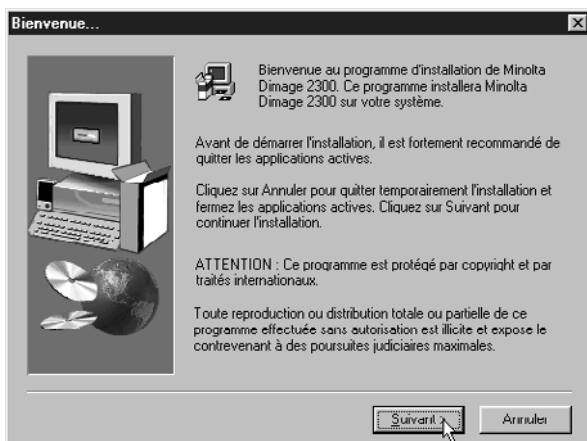 Bienvenue...
Bienvenue au programme d'installation de Minolta
Dimage 2300. Ce programme installera Minolta
Dimage 2300 sur votre système.
Avant de démarrer l'installation, il est fortement recommandé de
quitter les applications actives.
Cliquez sur Annuler pour quitter temporairement l'installation et
fermez les applications actives. Cliquez sur Suivant pour
continuer l'installation.
ATTENTION : Ce programme est protégé par copyright et par
traités internationaux.
Toute reproduction ou distribution totale ou partielle de ce
programme effectuée sans autorisation est illicite et expose le
contrevenant à des poursuites judiciaires maximales.
Suivant >
Annuler